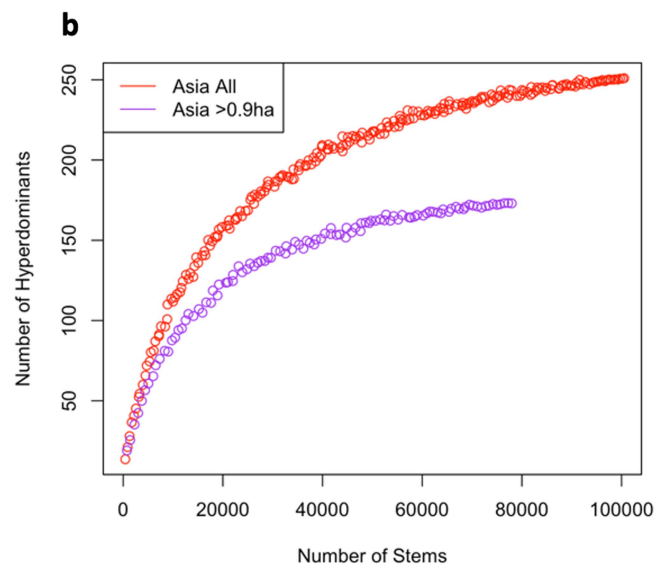 b
Asia All
Asia >0.9ha
Number of Hyperdominants
250
200
150
100
50
0 20000 40000 60000 80000 100000
Number of Stems